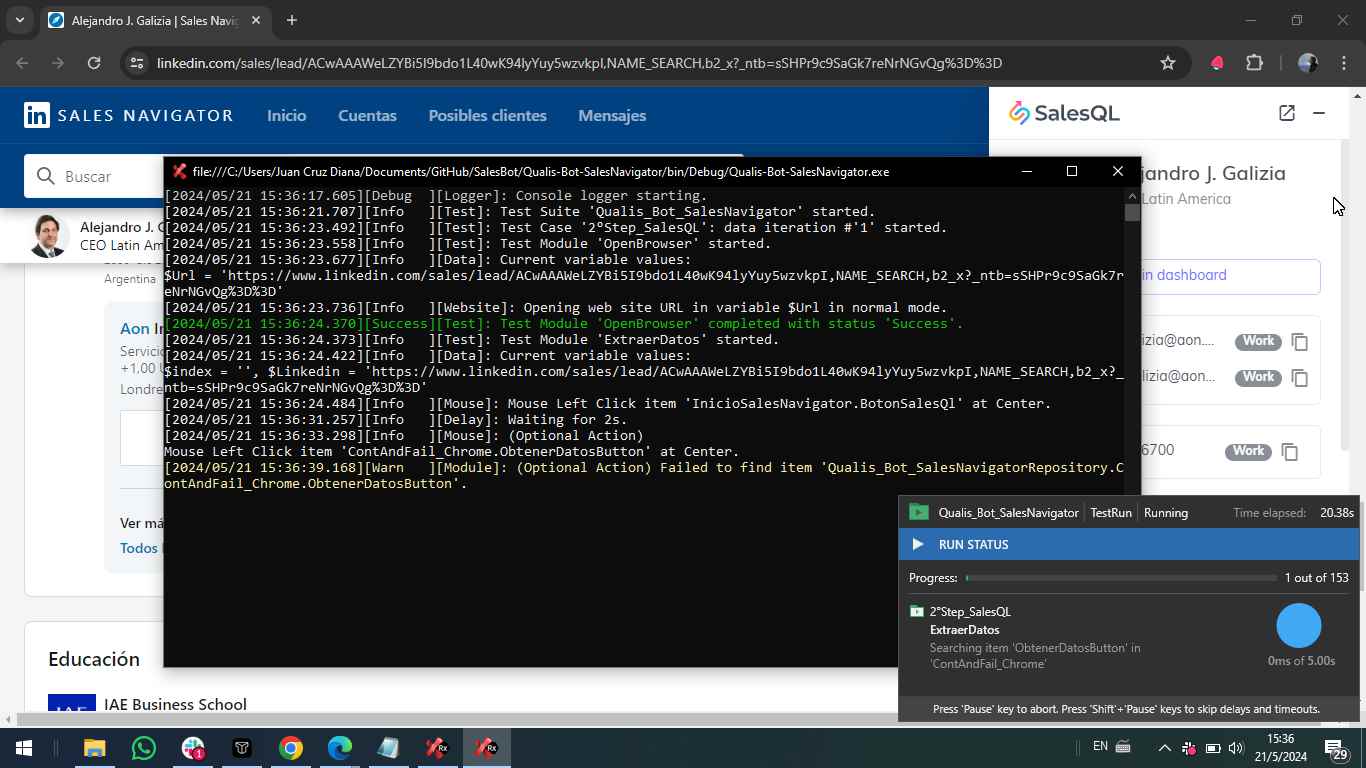 Alejandro J. Galizia | Sales Navig
linkedin.com/sales/lead/ACwAAAWeLZYBi5I9bdo1L40wK94lyYuy5wzvkpI,NAME_SEARCH,b2_x?_ntb=sSHPr9c9SaGk7reNrNGvQg%3D%3D
in SALES NAVIGATOR
Inicio
Cuentas
Posibles clientes
Mensajes
SalesQL
Buscar
Alejandro J. G
CEO Latin Am
Argentina
Aon In
Servicio
+1.00
Londre
Ver má
Todos
Educación
IAE Business School
file:///C:/Users/Juan Cruz Diana/Documents/GitHub/SalesBot/Qualis-Bot-SalesNavigator/bin/Debug/Qualis-Bot-SalesNavigator.exe
[2024/05/21 15:36:17.605][Debug ][Logger]: Console logger starting.
[2024/05/21 15:36:21.707][Info ][Test]: Test Suite 'Qualis_Bot_SalesNavigator' started.
[2024/05/21 15:36:23.492][Info ][Test]: Test Case '2°Step_SalesQL': data iteration #'1' started.
[2024/05/21 15:36:23.558][Info ][Test]: Test Module 'OpenBrowser' started.
[2024/05/21 15:36:23.677][Info ][Data]: Current variable values:
$Url = 'https://www.linkedin.com/sales/lead/ACwAAAWeLZYBi5I9bdo1L40wK94lyYuy5wzvkpI,NAME_SEARCH,b2_x?_ntb=sSHPr9c9SaGk7r
eNrNGvQg%3D%3D'
[2024/05/21 15:36:23.736][Info ][Website]: Opening web site URL in variable $Url in normal mode.
[2024/05/21 15:36:24.370][Success][Test]: Test Module 'OpenBrowser' completed with status 'Success'.
[2024/05/21 15:36:24.373][Info ][Test]: Test Module 'ExtraerDatos' started.
[2024/05/21 15:36:24.422][Info ][Data]: Current variable values:
$index = '', $Linkedin = 'https://www.linkedin.com/sales/lead/ACwAAAWeLZYBi5I9bdo1L40wK94lyYuy5wzvkpI,NAME_SEARCH,b2_x?_
ntb=sSHPr9c9SaGk7reNrNGvQg%3D%3D'
[2024/05/21 15:36:24.484][Info ][Mouse]: Mouse Left Click item 'InicioSalesNavigator.BotonSalesQl' at Center.
[2024/05/21 15:36:31.257][Info ][Delay]: Waiting for 2s.
[2024/05/21 15:36:33.298][Info ][Mouse]: (Optional Action)
Mouse Left Click item 'ContAndFail_Chrome.ObtenerDatosButton' at Center.
[2024/05/21 15:36:39.168][Warn ][Module]: (Optional Action) Failed to find item 'Qualis_Bot_SalesNavigatorRepository.C
ontAndFail_Chrome.ObtenerDatosButton'.
jandro J. Galizia
Latin America
in dashboard
izia@aon.... Work
lizia@aon... Work
6700 Work
Qualis_Bot_SalesNavigator TestRun Running Time elapsed: 20.38s
RUN STATUS
Progress: 1 out of 153
2°Step_SalesQL
ExtraerDatos
Searching item 'ObtenerDatosButton' in
'ContAndFail_Chrome'
0ms of 5.00s
Press 'Pause' key to abort. Press 'Shift'+'Pause' keys to skip delays and timeouts.
1
Rx
Rx
EN
15:36
21/5/2024
29